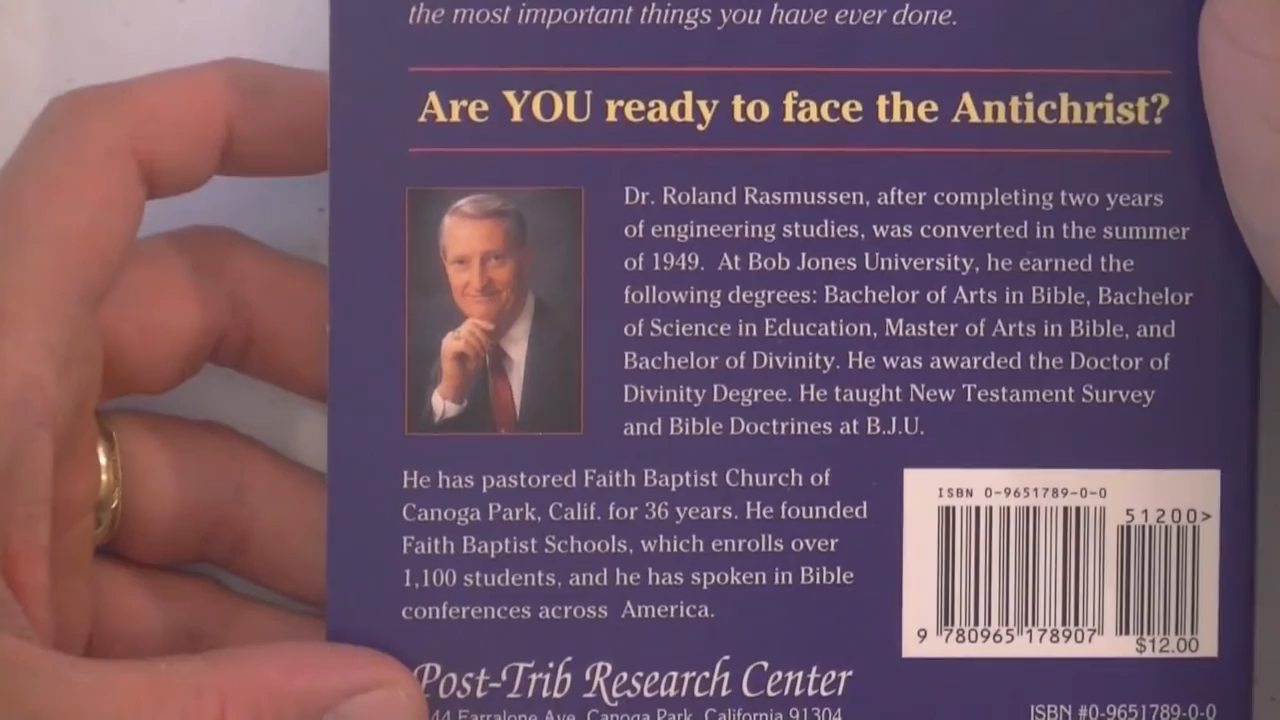 the most important things you have ever done.
Are YOU ready to face the Antichrist?
Dr. Roland Rasmussen, after completing two years
of engineering studies, was converted in the summer
of 1949. At Bob Jones University, he earned the
following degrees: Bachelor of Arts in Bible, Bachelor
of Science in Education, Master of Arts in Bible, and
Bachelor of Divinity. He was awarded the Doctor of
Divinity Degree. He taught New Testament Survey
and Bible Doctrines at B.J.U.
He has pastored Faith Baptist Church of
Canoga Park, Calif. for 36 years. He founded
Faith Baptist Schools, which enrolls over
1,100 students, and he has spoken in Bible
conferences across America.
ISBN 0-9651789-0-0
51200>
9 780965 178907
$12.00
Post-Trib Research Center
Farralone Ave. Canoga Park, California 91304
ISBN #0-9651789-0-0